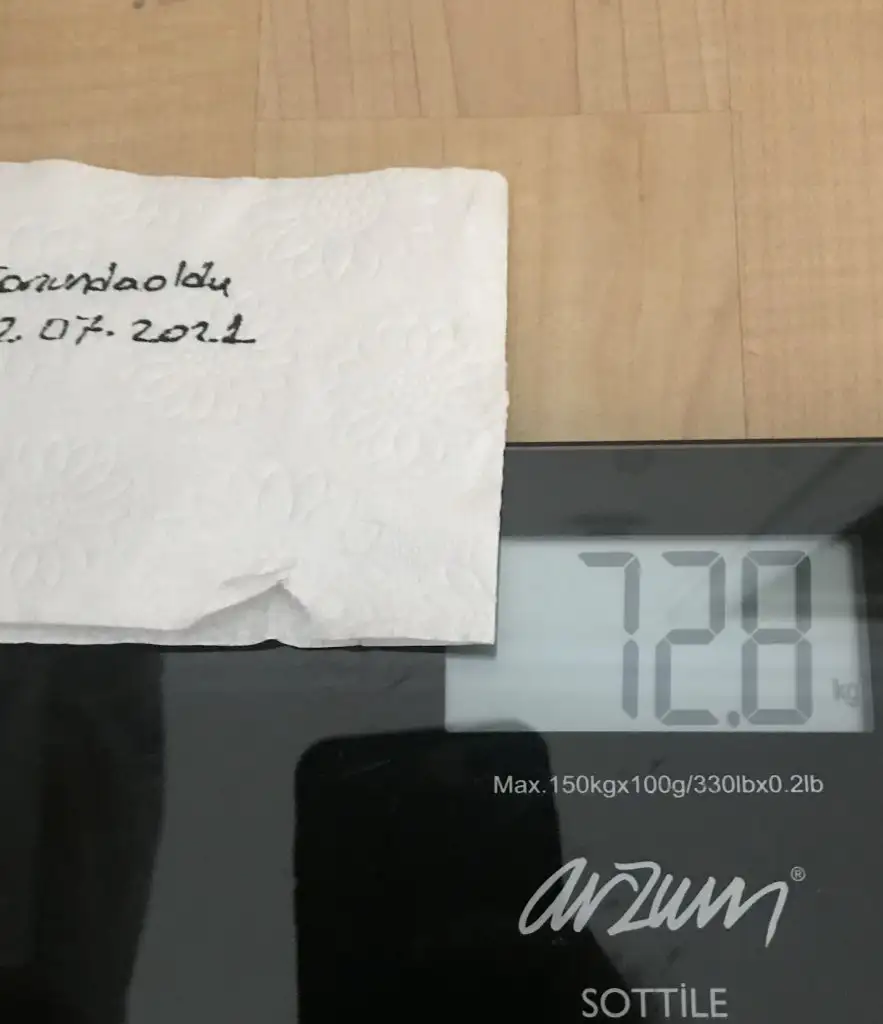 2.07.2021
72.8
kg
Max.150kgx100g/330lbx0.2lb
arzum®
SOTTİLE